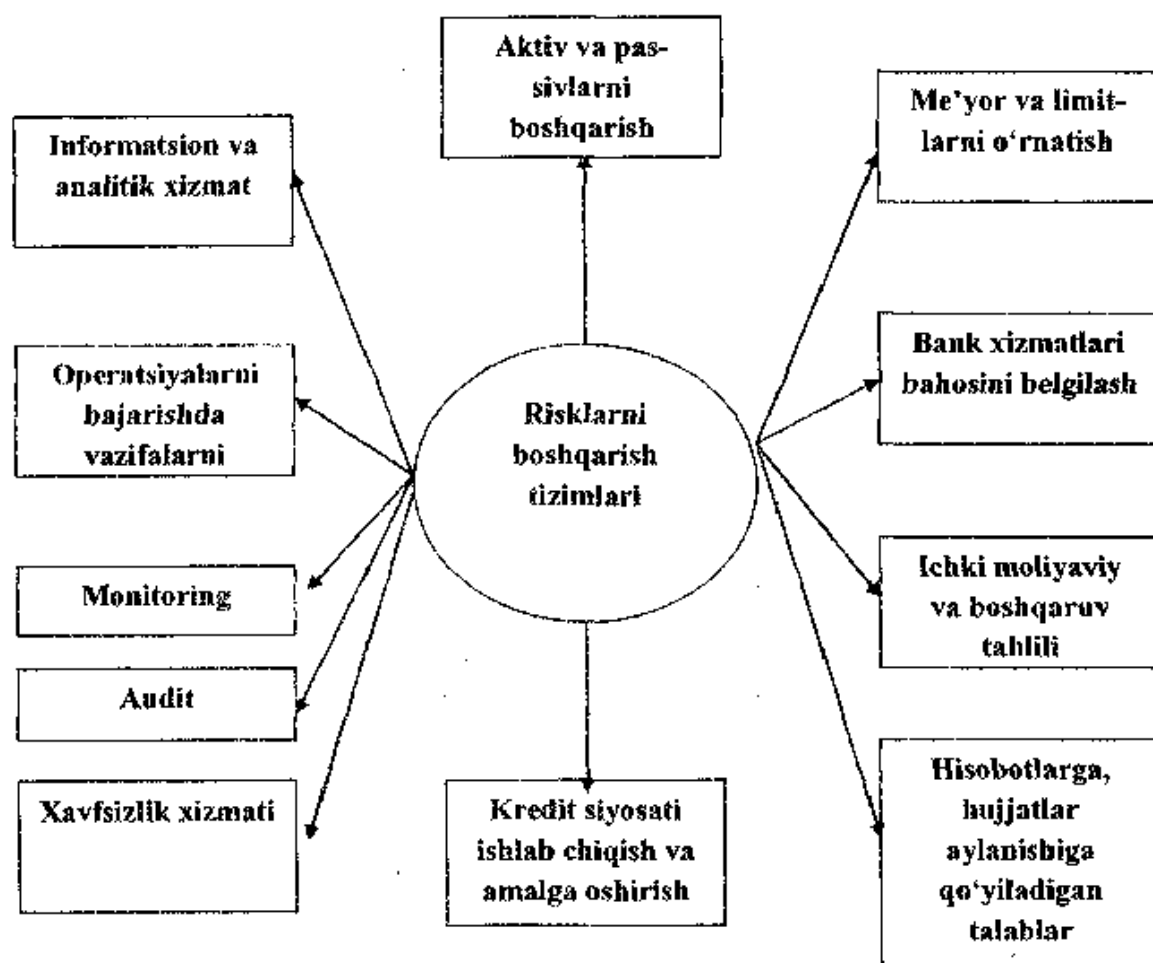 Aktiv va pas-
sivlarni
boshqarish
Me'yor va limit-
larni o‘rnatish
Informatsion va
analitik xizmat
Bank xizmatlari
bahosini belgilash
Operatsiyalarni
bajarishda
vazifalarni
Risklarni
boshqarish
tizimlari
Ichki moliyaviy
va boshqaruv
tahlili
Monitoring
Audit
Xavfsizlik xizmati
Kredit siyosati
ishlab chiqish va
amalga oshirish
Hisobotlarga,
hujjatlar
aylanishiga
qo‘yiladigan
talablar